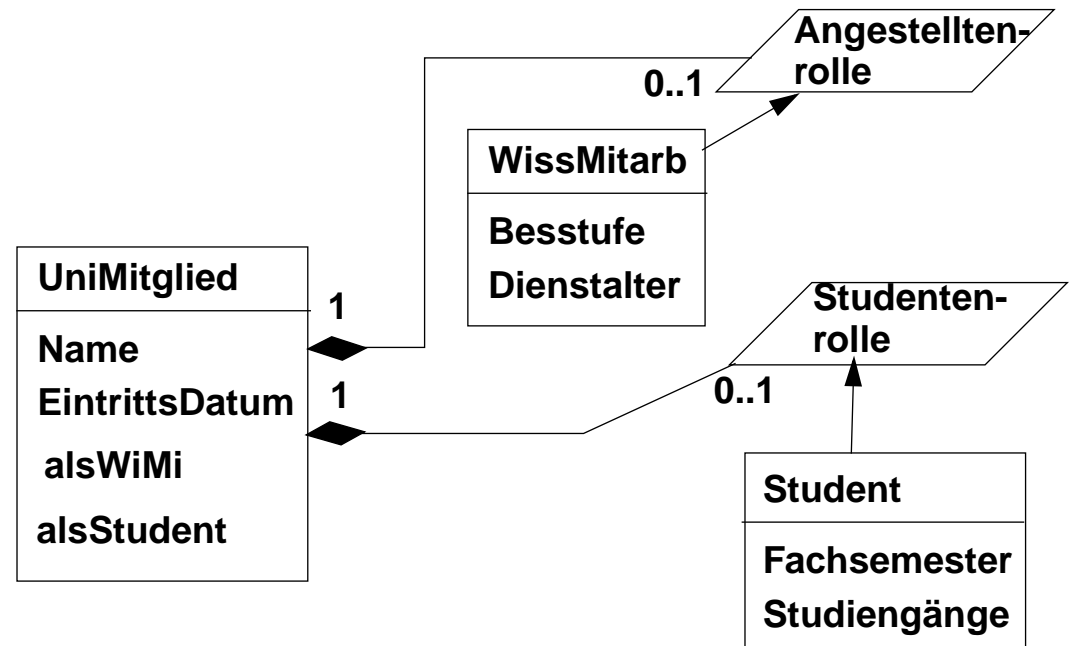 Angestellten-
rolle
0..1
WissMitarb
Besstufe
Dienstalter
UniMitglied
Name
EintrittsDatum
alsWiMi
alsStudent
1
1
Studenten-
rolle
0..1
Student
Fachsemester
Studiengänge